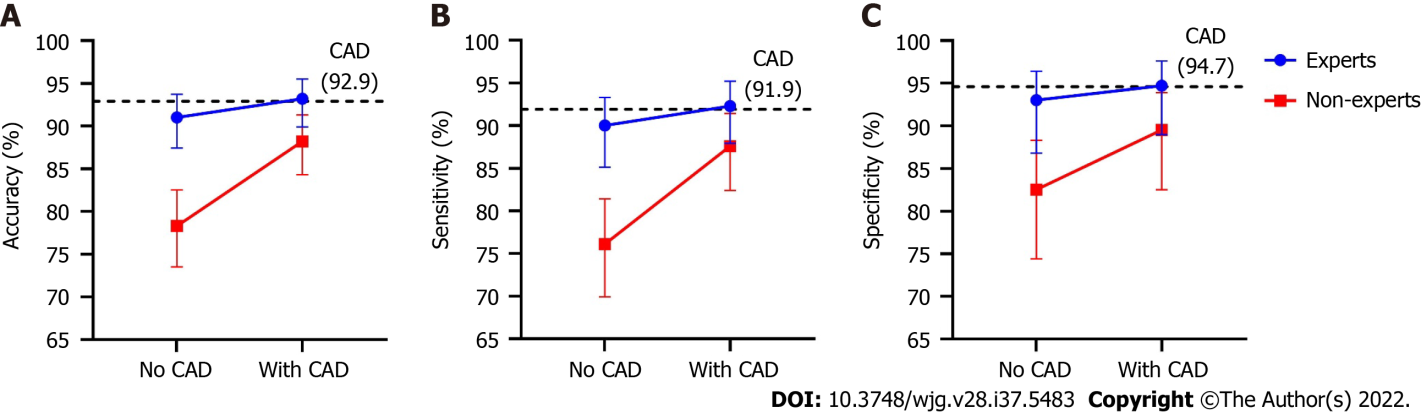 A
Accuracy (%)
100
95
90
85
80
75
70
65
CAD
(92.9)
No CAD
With CAD
B
Sensitivity (%)
100
95
90
85
80
75
70
65
CAD
(91.9)
No CAD
With CAD
C
Specificity (%)
100
95
90
85
80
75
70
65
CAD
(94.7)
No CAD
With CAD
Experts
Non-experts
DOI: 10.3748/wjg.v28.i37.5483 Copyright ©The Author(s) 2022.